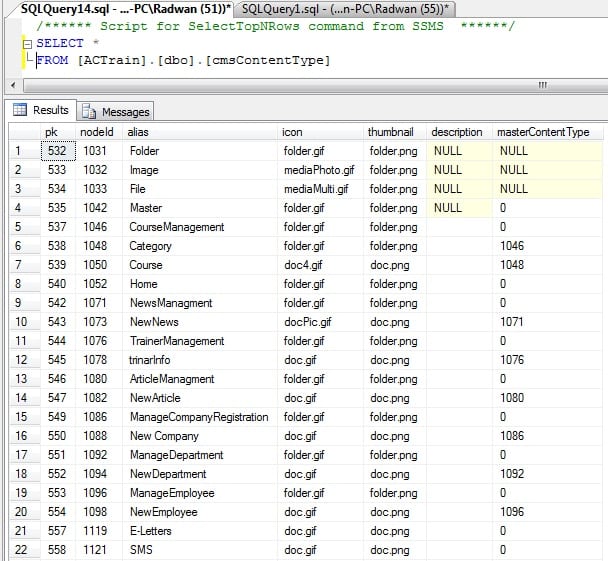 SQLQuery14.sql - ...-PC\Radwan (51))* SQLQuery1.sql - (...n-PC\Radwan (55))*
/****** Script for SelectTopNRows command from SSMS ******/
SELECT *
FROM [ACTrain].[dbo].[cmsContentType]
Results Messages
pk nodeId alias icon thumbnail description masterContentType
1 532 1031 Folder folder.gif folder.png NULL NULL
2 533 1032 Image mediaPhoto.gif folder.png NULL NULL
3 534 1033 File mediaMulti.gif folder.png NULL NULL
4 535 1042 Master folder.gif folder.png NULL 0
5 537 1046 CourseManagement folder.gif folder.png 0
6 538 1048 Category folder.gif folder.png 1046
7 539 1050 Course doc4.gif doc.png 1048
8 540 1052 Home folder.gif folder.png 0
9 542 1071 NewsManagment folder.gif folder.png 0
10 543 1073 NewNews docPic.gif doc.png 1071
11 544 1076 TrainerManagement folder.gif folder.png 0
12 545 1078 trinarInfo doc.gif doc.png 1076
13 546 1080 ArticleManagment folder.gif folder.png 0
14 547 1082 NewArticle doc.gif doc.png 1080
15 549 1086 ManageCompanyRegistration folder.gif folder.png 0
16 550 1088 New Company doc.gif doc.png 1086
17 551 1092 ManageDepartment folder.gif folder.png 0
18 552 1094 NewDepartment doc.gif doc.png 1092
19 553 1096 ManageEmployee folder.gif folder.png 0
20 554 1098 NewEmployee doc.gif doc.png 1096
21 557 1119 E-Letters doc.gif doc.png 0
22 558 1121 SMS doc.gif doc.png 0